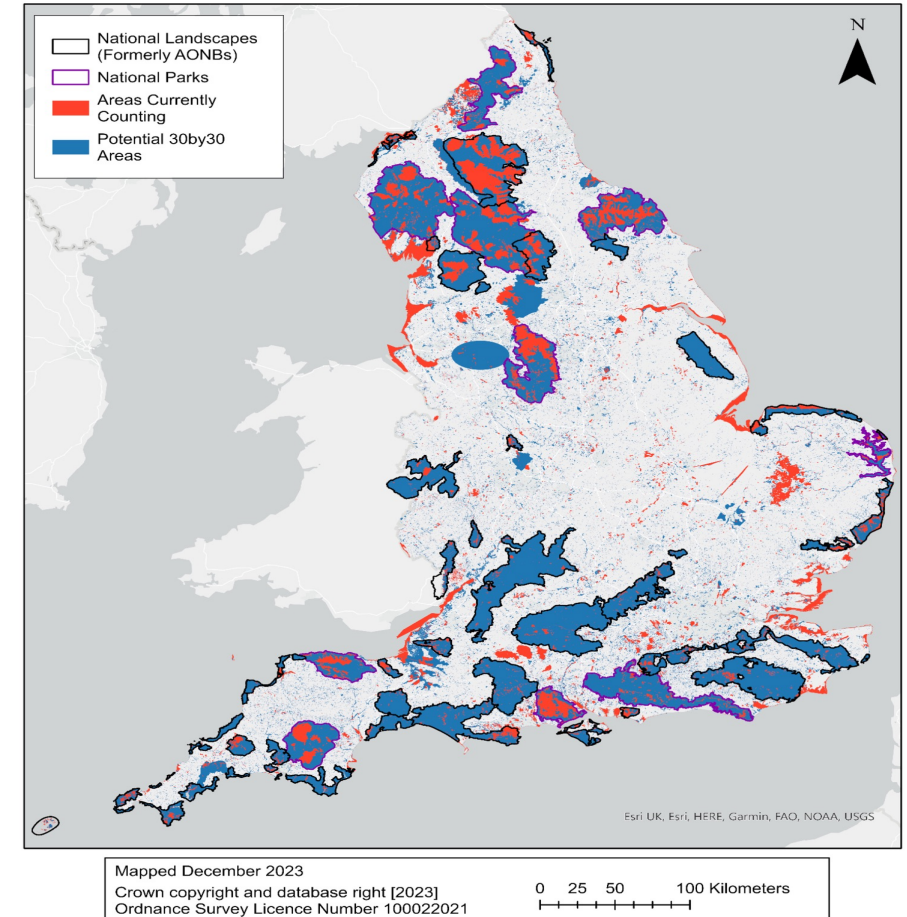 National Landscapes
(Formerly AONBs)
National Parks
Areas Currently
Counting
Potential 30by30
Areas
N
Esri UK, Esri, HERE, Garmin, FAO, NOAA, USGS
Mapped December 2023
Crown copyright and database right [2023]
Ordnance Survey Licence Number 100022021
0 25 50 100 Kilometers